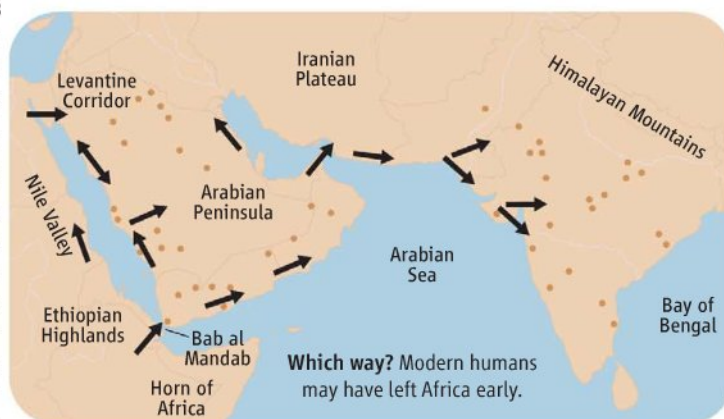 Iranian
Plateau
Himalayan Mountains
Levantine
Corridor
Nile Valley
Arabian
Peninsula
Arabian
Sea
Ethiopian
Highlands
Bab al
Mandab
Bay of
Bengal
Which way? Modern humans
may have left Africa early.
Horn of
Africa